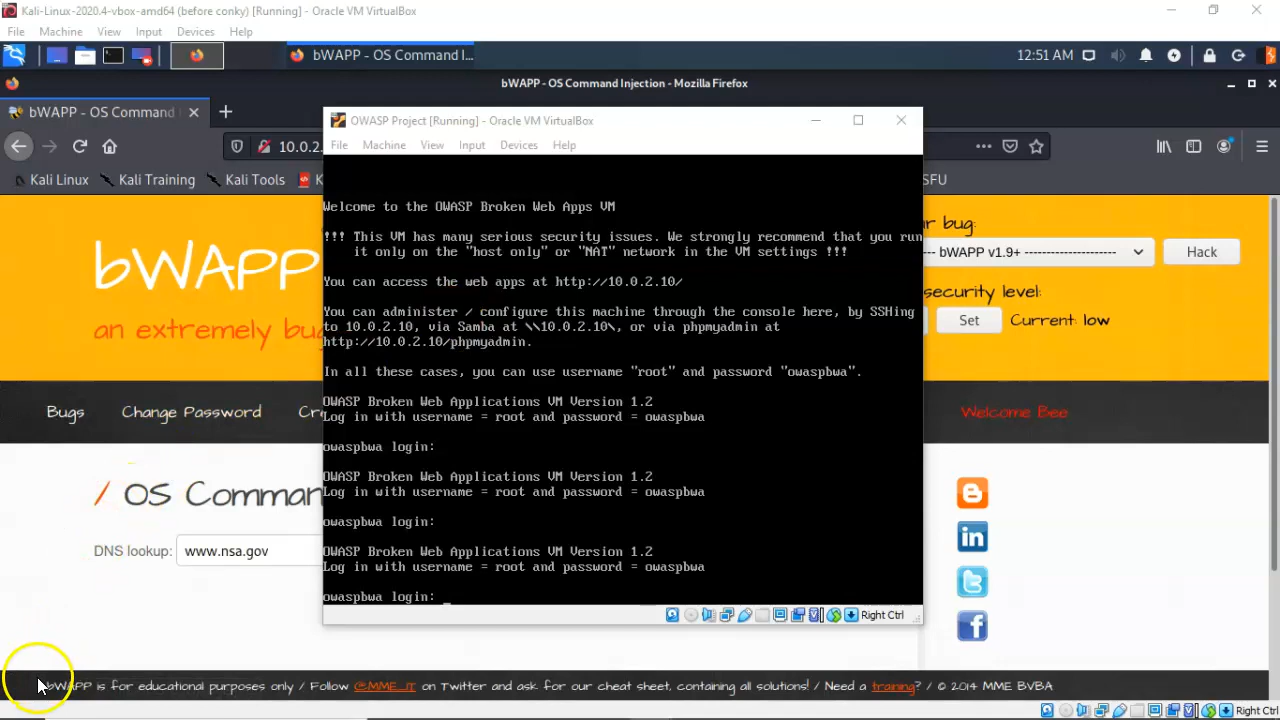 Kali-Linux-2020.4-vbox-amd64 (before conky) [Running] - Oracle VM VirtualBox
File Machine View Input Devices Help
bWAPP - OS Command I...
12:51 AM
bWAPP - OS Command Injection - Mozilla Firefox
bWAPP - OS Command
10.0.2.
Kali Linux Kali Training Kali Tools K
SFU
OWASP Project [Running] - Oracle VM VirtualBox
File Machine View Input Devices Help
Welcome to the OWASP Broken Web Apps VM
!!! This VM has many serious security issues. We strongly recommend that you run
it only on the "host only" or "NAT" network in the VM settings !!!
You can access the web apps at http://10.0.2.10/
You can administer / configure this machine through the console here, by SSHing
to 10.0.2.10, via Samba at \\10.0.2.10\, or via phpmyadmin at
http://10.0.2.10/phpmyadmin.
In all these cases, you can use username "root" and password "owaspbwa".
OWASP Broken Web Applications VM Version 1.2
Log in with username = root and password = owaspbwa
owaspbwa login:
OWASP Broken Web Applications VM Version 1.2
Log in with username = root and password = owaspbwa
owaspbwa login:
OWASP Broken Web Applications VM Version 1.2
Log in with username = root and password = owaspbwa
owaspbwa login: _
Right Ctrl
bWAPP
an extremely bu
ur bug:
--- bWAPP v1.9+ ---------------------- Hack
security level:
Set Current: low
Bugs Change Password Cr
Welcome Bee
/ OS Comman
DNS lookup: www.nsa.gov
bWAPP is for educational purposes only / Follow @MME_IT on Twitter and ask for our cheat sheet, containing all solutions! / Need a training? / © 2014 MME BVBA
Right Ctrl